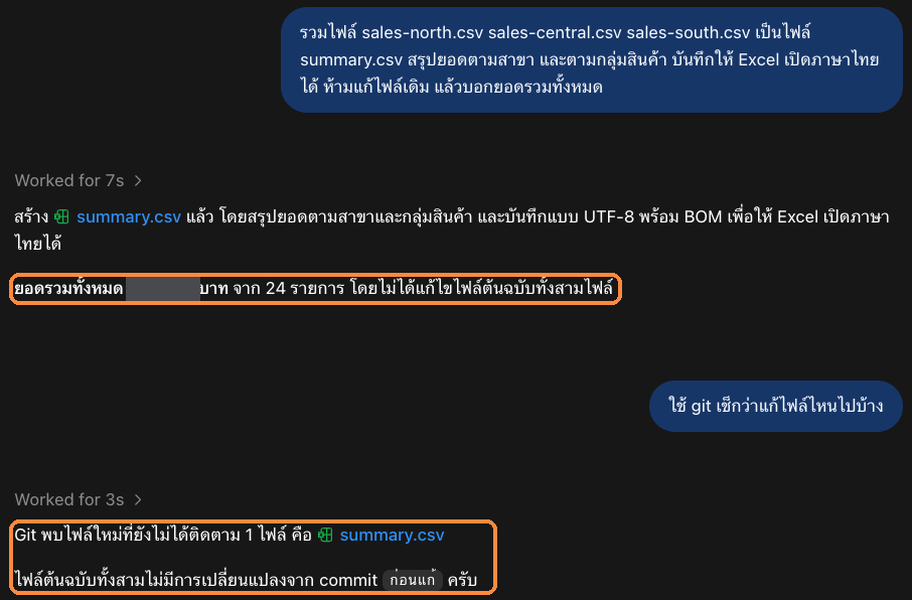 รวมไฟล์ sales-north.csv sales-central.csv sales-south.csv เป็นไฟล์
summary.csv สรุปยอดตามสาขา และตามกลุ่มสินค้า บันทึกให้ Excel เปิดภาษาไทย
ได้ ห้ามแก้ไฟล์เดิม แล้วบอกยอดรวมทั้งหมด
Worked for 7s
สร้าง summary.csv แล้ว โดยสรุปยอดตามสาขาและกลุ่มสินค้า และบันทึกแบบ UTF-8 พร้อม BOM เพื่อให้ Excel เปิดภาษา
ไทยได้
ยอดรวมทั้งหมด บาท จาก 24 รายการ โดยไม่ได้แก้ไขไฟล์ต้นฉบับทั้งสามไฟล์
ใช้ git เช็กว่าแก้ไฟล์ไหนไปบ้าง
Worked for 3s
Git พบไฟล์ใหม่ที่ยังไม่ได้ติดตาม 1 ไฟล์ คือ summary.csv
ไฟล์ต้นฉบับทั้งสามไม่มีการเปลี่ยนแปลงจาก commit ก่อนแก้ ครับ